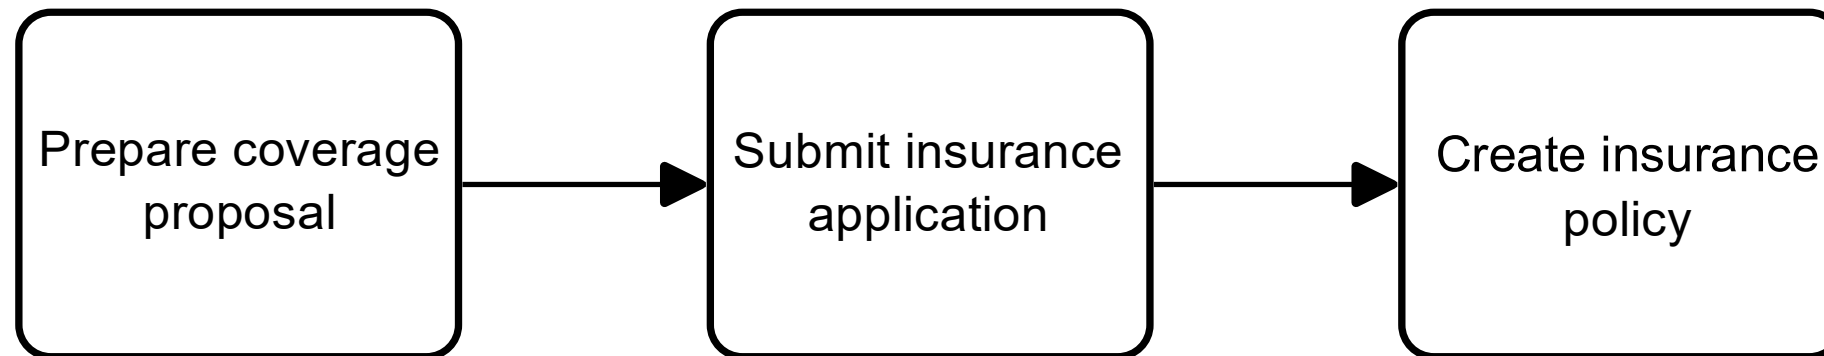 Prepare coverage
proposal
Submit insurance
application
Create insurance
policy